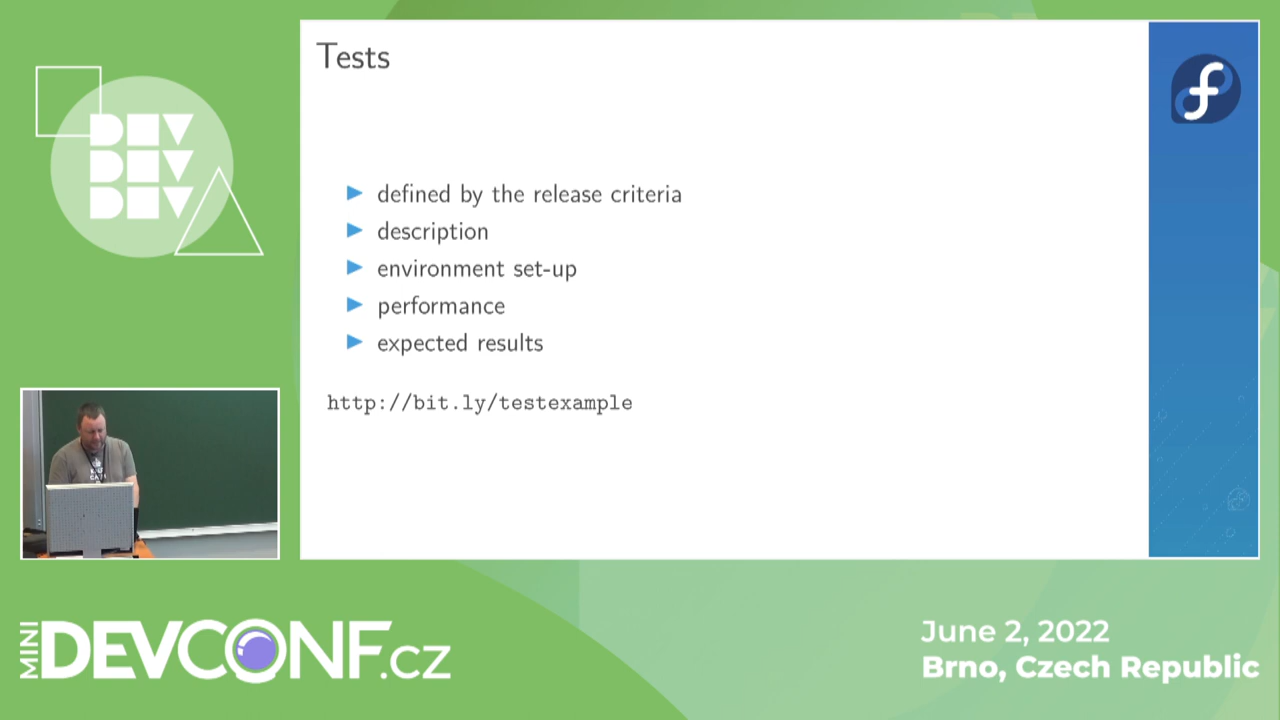 Tests
DEV
DEV
DEV
defined by the release criteria
description
environment set-up
performance
expected results
http://bit.ly/testexample
MINI
DEVCONF.cz
June 2, 2022
Brno, Czech Republic